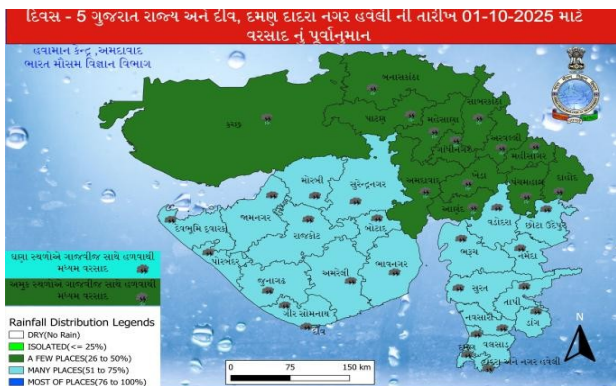 દિવસ - 5 ગુજરાત રાજ્ય અને દીવ, દમણ દાદરા નગર હવેલી ની તારીખ 01-10-2025 માટે
વરસાદ નું પૂર્વાનુમાન
હવામાન કેન્દ્ર ,અમદાવાદ
ભારત મૌસમ વિજ્ઞાન વિભાગ
બનાસકાંઠા
કચ્છ
પાટણ
મહેસાણા
સાબરકાંઠા
ગાંધીનગર
અરવલ્લી
મહીસાગર
અમદાવાદ
ખેડા
પંચમહાલ
દાહોદ
આણંદ
મોરબી
સુરેન્દ્રનગર
દેવભૂમિ દ્વારકા
જામનગર
રાજકોટ
બોટાદ
પોરબંદર
જુનાગઢ
અમરેલી
ભાવનગર
ગીર સોમનાથ
દીવ
વડોદરા
છોટા ઉદેપુર
ભરૂચ
નર્મદા
સુરત
તાપી
નવસારી
ડાંગ
વલસાડ
દમણ
દાદરા અને નગર હવેલી
ઘણા સ્થળોએ ગાજવીજ સાથે હળવાથી
મધ્યમ વરસાદ
અમુક સ્થળોએ ગાજવીજ સાથે હળવાથી
મધ્યમ વરસાદ
Rainfall Distribution Legends
DRY(No Rain)
ISOLATED(<= 25%)
A FEW PLACES(26 to 50%)
MANY PLACES(51 to 75%)
MOST OF PLACES(76 to 100%)
0 75 150 km
N